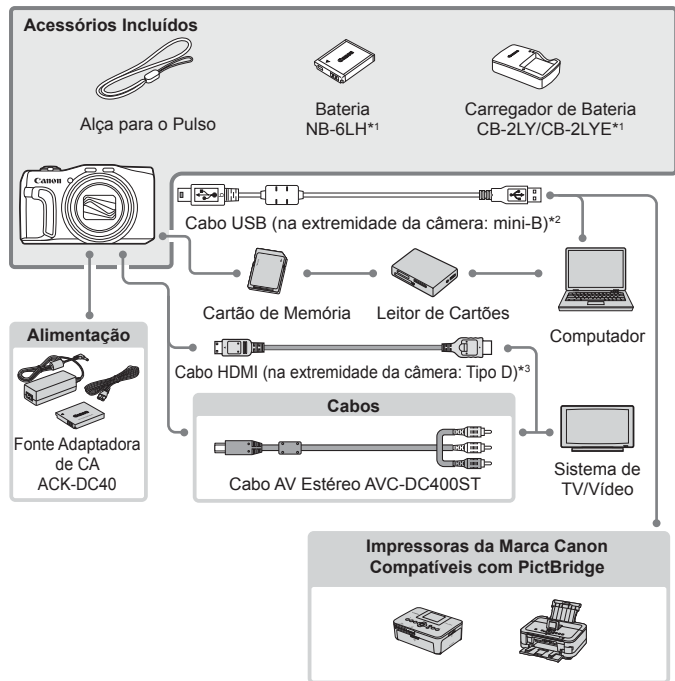 Acessórios Incluídos
Alça para o Pulso
Bateria
NB-6LH*1
Carregador de Bateria
CB-2LY/CB-2LYE*1
Canon
Cabo USB (na extremidade da câmera: mini-B)*2
Cartão de Memória
Leitor de Cartões
Computador
Alimentação
Fonte Adaptadora
de CA
ACK-DC40
Cabo HDMI (na extremidade da câmera: Tipo D)*3
Cabos
Cabo AV Estéreo AVC-DC400ST
Sistema de
TV/Vídeo
Impressoras da Marca Canon
Compatíveis com PictBridge